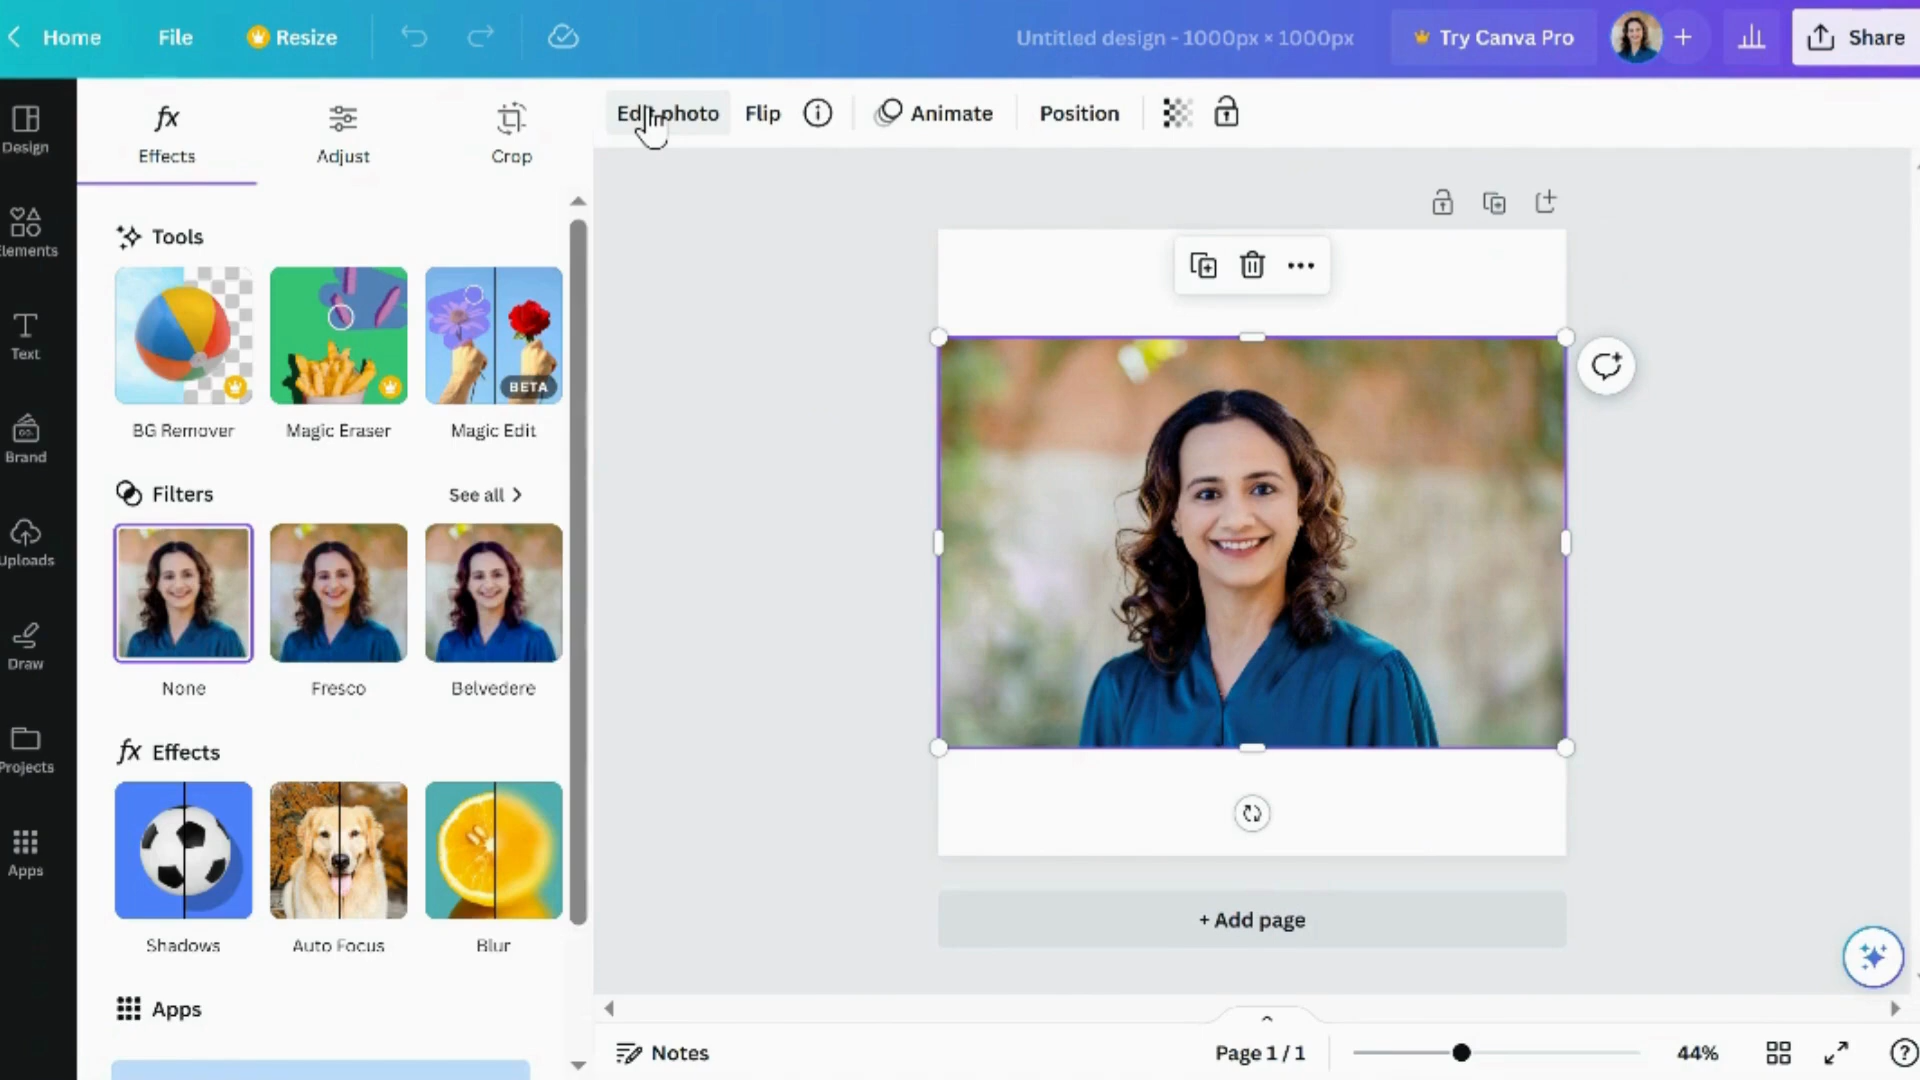 Home
File
Resize
Untitled design - 1000px × 1000px
Try Canva Pro
Share
Design
Elements
Text
Brand
Uploads
Draw
Projects
Apps
fx
Effects
Adjust
Crop
Edit photo
Flip
Animate
Position
Tools
BETA
BG Remover
Magic Eraser
Magic Edit
Filters
See all
None
Fresco
Belvedere
fx Effects
Shadows
Auto Focus
Blur
Apps
+ Add page
Notes
Page 1 / 1
44%